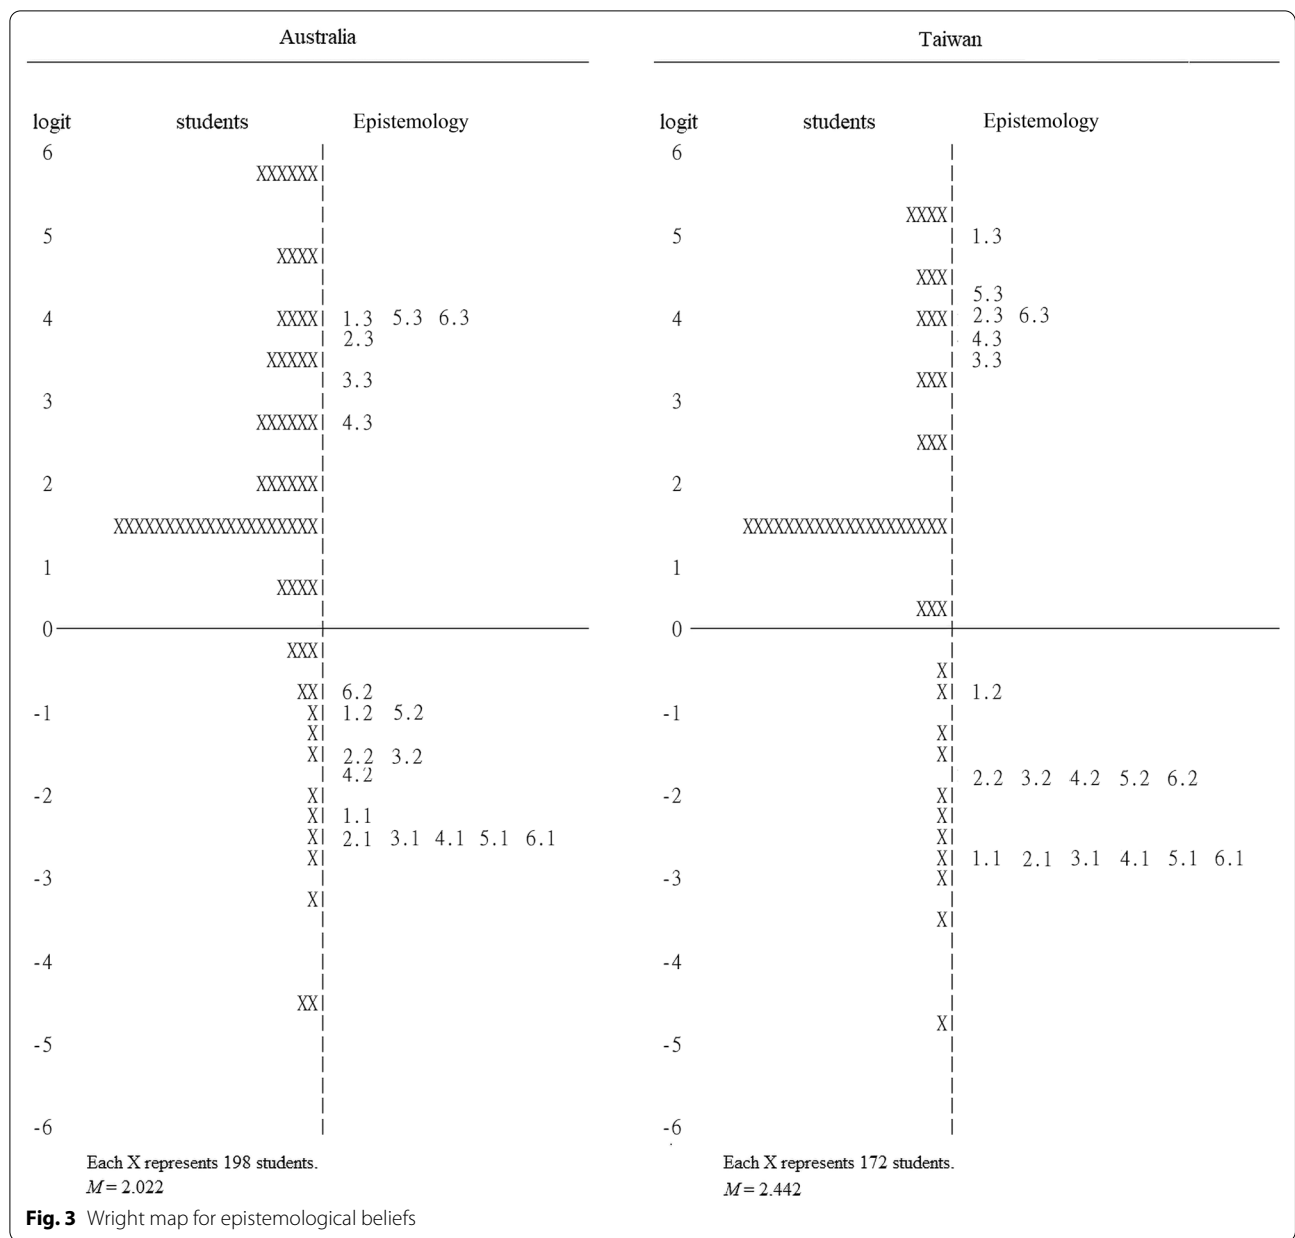 Australia
logit students Epistemology
6
XXXXXX|
5
XXXX|
4 XXXX| 1.3 5.3 6.3
2.3
XXXXX|
3.3
3
XXXXXX| 4.3
2 XXXXXX|
XXXXXXXXXXXXXXXXXXXX|
1
XXXX|
0
XXX|
XX| 6.2
-1 X| 1.2 5.2
X|
X| 2.2 3.2
4.2
-2 X|
X| 1.1
X| 2.1 3.1 4.1 5.1 6.1
X|
-3
X|
-4
XX|
-5
-6
Each X represents 198 students.
M = 2.022
Taiwan
logit students Epistemology
6
XXXX|
5 1.3
XXX|
5.3
4 XXX| 2.3 6.3
4.3
3.3
XXX|
3
XXX|
2
XXXXXXXXXXXXXXXXXXXX|
1
XXX|
0
X|
X| 1.2
-1
X|
X|
2.2 3.2 4.2 5.2 6.2
-2 X|
X|
X|
X| 1.1 2.1 3.1 4.1 5.1 6.1
-3 X|
X|
-4
X|
-5
-6
Each X represents 172 students.
M = 2.442
Fig. 3 Wright map for epistemological beliefs